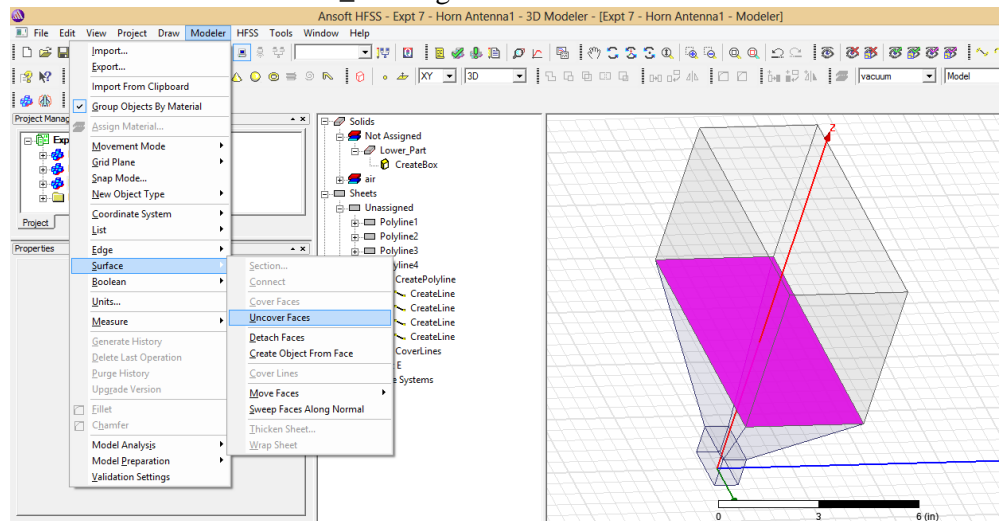 Ansoft HFSS - Expt 7 - Horn Antenna1 - 3D Modeler - [Expt 7 - Horn Antenna1 - Modeler]
File Edit View Project Draw Modeler HFSS Tools Window Help
XY 3D vacuum Model
Import...
Export...
Import From Clipboard
Group Objects By Material
Assign Material...
Movement Mode
Grid Plane
Snap Mode...
New Object Type
Coordinate System
List
Edge
Surface
Boolean
Units...
Measure
Generate History
Delete Last Operation
Purge History
Upgrade Version
Fillet
Chamfer
Model Analysis
Model Preparation
Validation Settings
Section...
Connect
Cover Faces
Uncover Faces
Detach Faces
Create Object From Face
Cover Lines
Move Faces
Sweep Faces Along Normal
Thicken Sheet...
Wrap Sheet
Project Manag
Exp
Project
Properties
Solids
Not Assigned
Lower_Part
CreateBox
air
Sheets
Unassigned
Polyline1
Polyline2
Polyline3
yline4
CreatePolyline
CreateLine
CreateLine
CreateLine
CreateLine
CoverLines
E
e Systems
Z
0 3 6 (in)